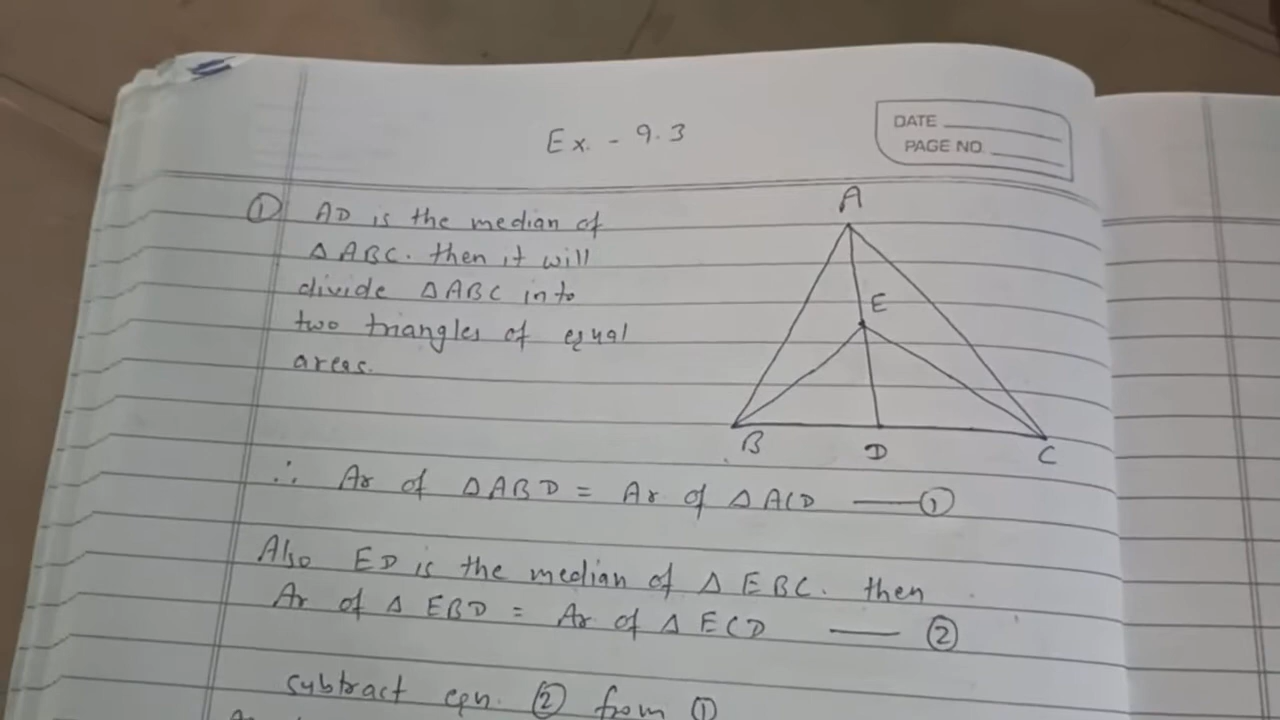 Ex. - 9.3
DATE
PAGE NO.
① AD is the median of
△ABC. then it will
divide △ABC into
two triangles of equal
areas.
A
E
B
D
C
∴ Ar of △ABD = Ar of △ACD — ①
Also ED is the median of △EBC. then
Ar of △EBD = Ar of △ECD — ②
subtract eqn. ② from ①